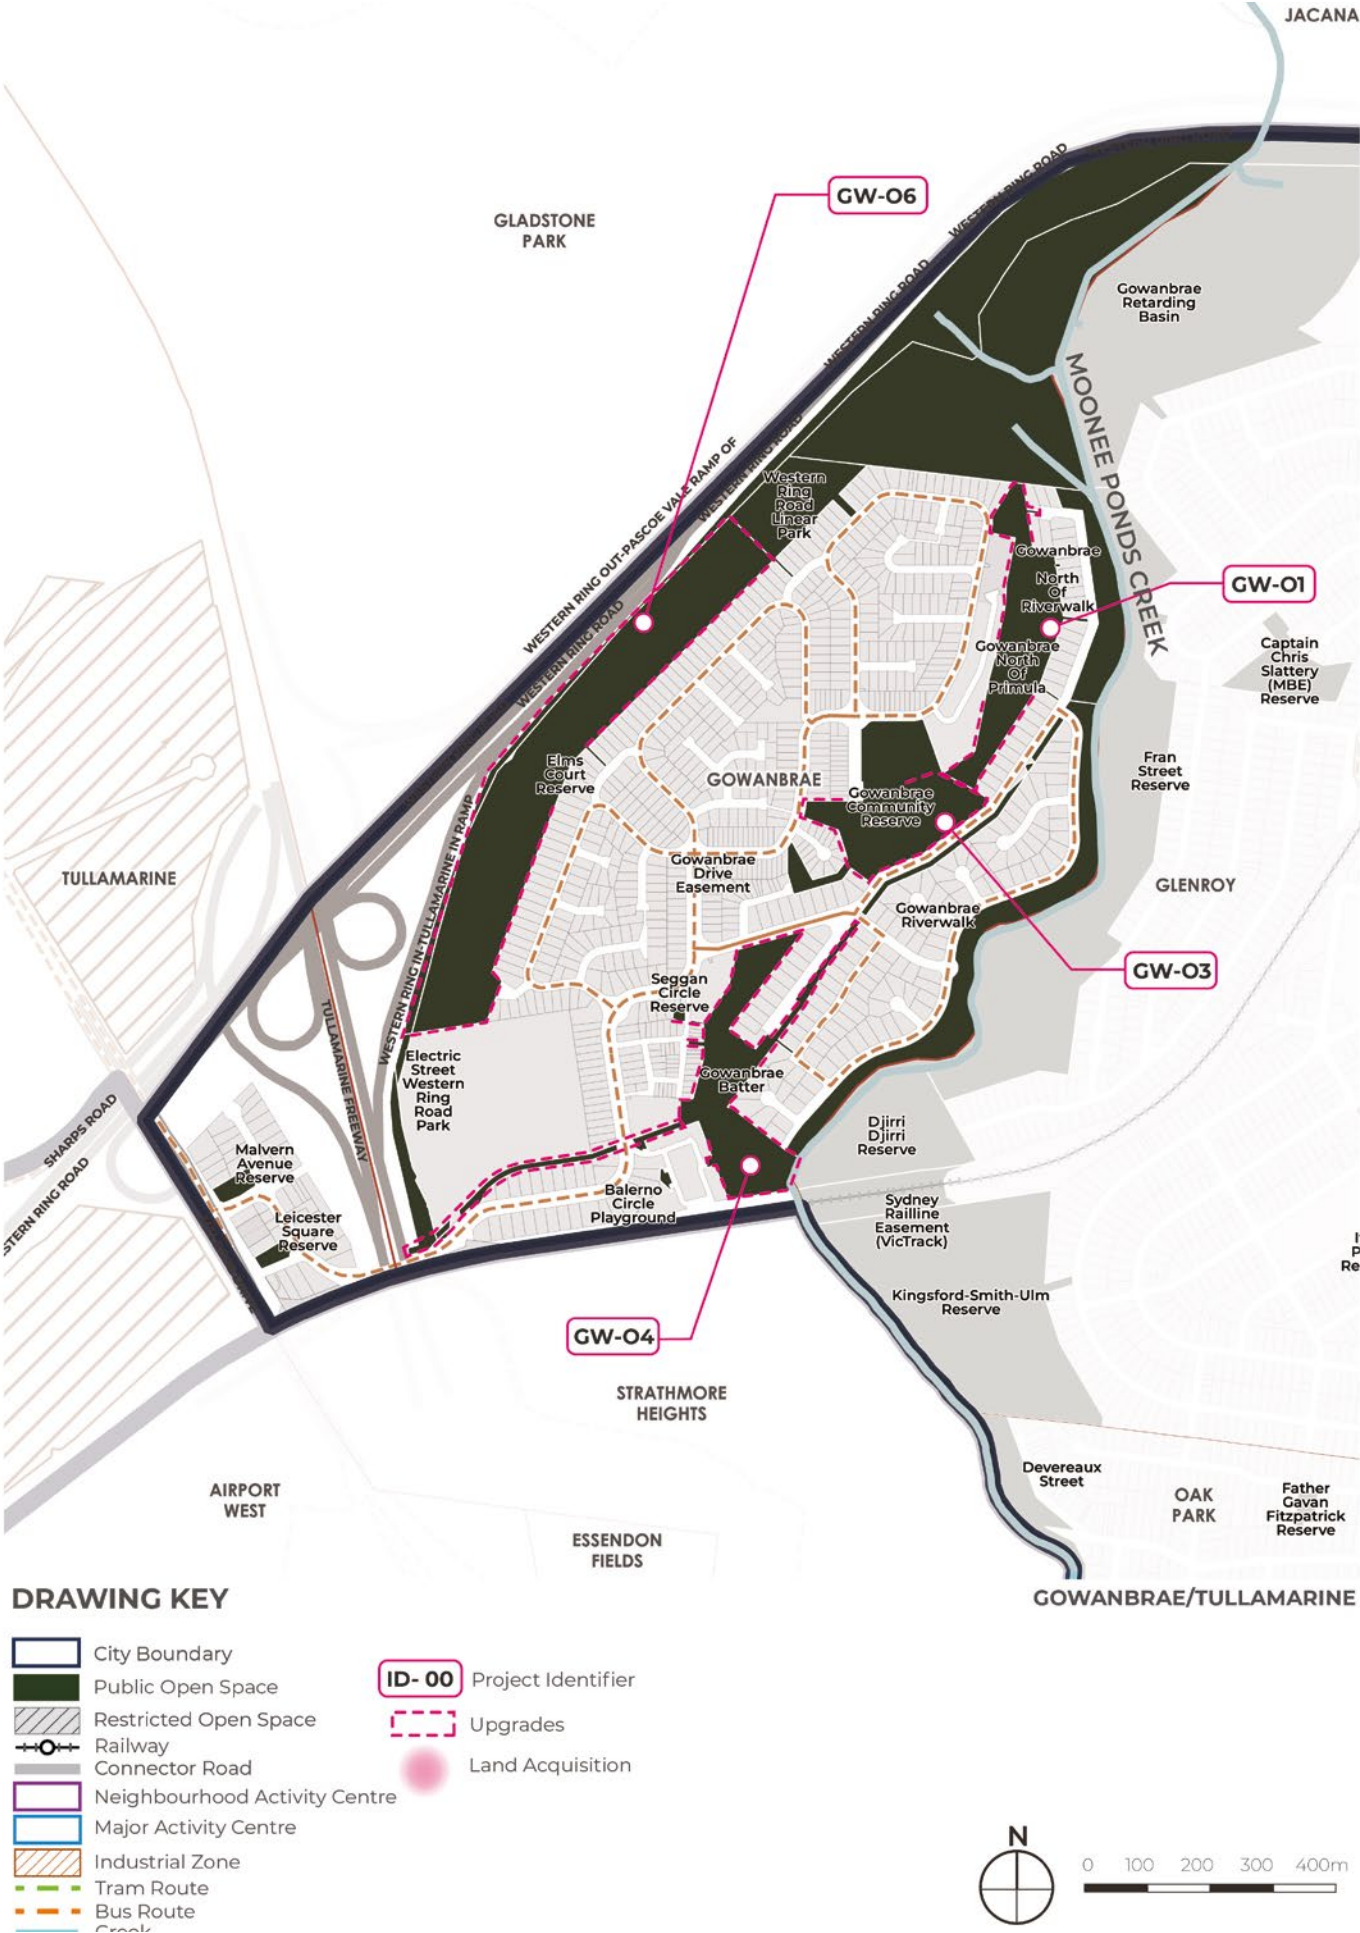 JACANA
GW-06
GLADSTONE
PARK
WESTERN RING ROAD
WESTERN RING ROAD
Gowanbrae
Retarding
Basin
MOONEE PONDS CREEK
WESTERN RING OUT-PASCOE VALE RAMP OF
WESTERN RING ROAD
Western
Ring
Road
Linear
Park
Gowanbrae
-
North
Of
Riverwalk
GW-01
WESTERN RING ROAD
Gowanbrae
North
Of
Primula
Captain
Chris
Slattery
(MBE)
Reserve
Elms
Court
Reserve
GOWANBRAE
Fran
Street
Reserve
Gowanbrae
Community
Reserve
TULLAMARINE
WESTERN RING IN-TULLAMARINE IN RAMP
Gowanbrae
Drive
Easement
GLENROY
Gowanbrae
Riverwalk
GW-03
Seggan
Circle
Reserve
TULLAMARINE FREEWAY
Electric
Street
Western
Ring
Road
Park
Gowanbrae
Batter
SHARPS ROAD
STERN RING ROAD
Malvern
Avenue
Reserve
Djirri
Djirri
Reserve
Leicester
Square
Reserve
Balerno
Circle
Playground
Sydney
Railline
Easement
(VicTrack)
P
Re
Kingsford-Smith-Ulm
Reserve
GW-04
STRATHMORE
HEIGHTS
AIRPORT
WEST
Devereaux
Street
OAK
PARK
Father
Gavan
Fitzpatrick
Reserve
ESSENDON
FIELDS
DRAWING KEY
GOWANBRAE/TULLAMARINE
City Boundary
Public Open Space
Restricted Open Space
Railway
Connector Road
Neighbourhood Activity Centre
Major Activity Centre
Industrial Zone
Tram Route
Bus Route
Creek
ID- 00 Project Identifier
Upgrades
Land Acquisition
N
0 100 200 300 400m